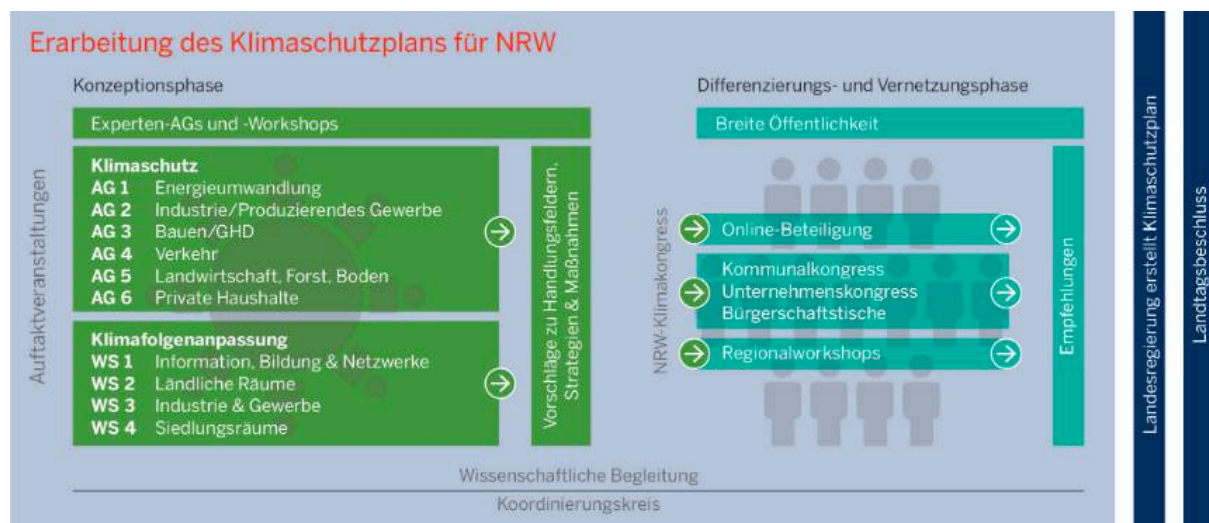 Erarbeitung des Klimaschutzplans für NRW
Konzeptionsphase
Experten-AGs und -Workshops
Auftaktveranstaltungen
Klimaschutz
AG 1 Energieumwandlung
AG 2 Industrie/Produzierendes Gewerbe
AG 3 Bauen/GHD
AG 4 Verkehr
AG 5 Landwirtschaft, Forst, Boden
AG 6 Private Haushalte
Klimafolgenanpassung
WS 1 Information, Bildung & Netzwerke
WS 2 Ländliche Räume
WS 3 Industrie & Gewerbe
WS 4 Siedlungsräume
Vorschläge zu Handlungsfeldern,
Strategien & Maßnahmen
Differenzierungs- und Vernetzungsphase
Breite Öffentlichkeit
NRW-Klimakongress
Online-Beteiligung
Kommunalkongress
Unternehmenskongress
Bürgerschaftstische
Regionalworkshops
Empfehlungen
Wissenschaftliche Begleitung
Koordinierungskreis
Landesregierung erstellt Klimaschutzplan
Landtagsbeschluss